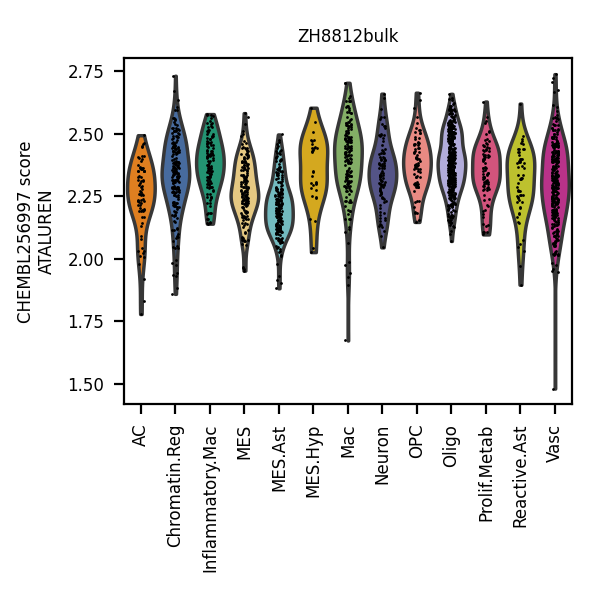 ZH8812bulk
CHEMBL256997 score
ATALUREN
2.75
2.50
2.25
2.00
1.75
1.50
AC
Chromatin.Reg
Inflammatory.Mac
MES
MES.Ast
MES.Hyp
Mac
Neuron
OPC
Oligo
Prolif.Metab
Reactive.Ast
Vasc